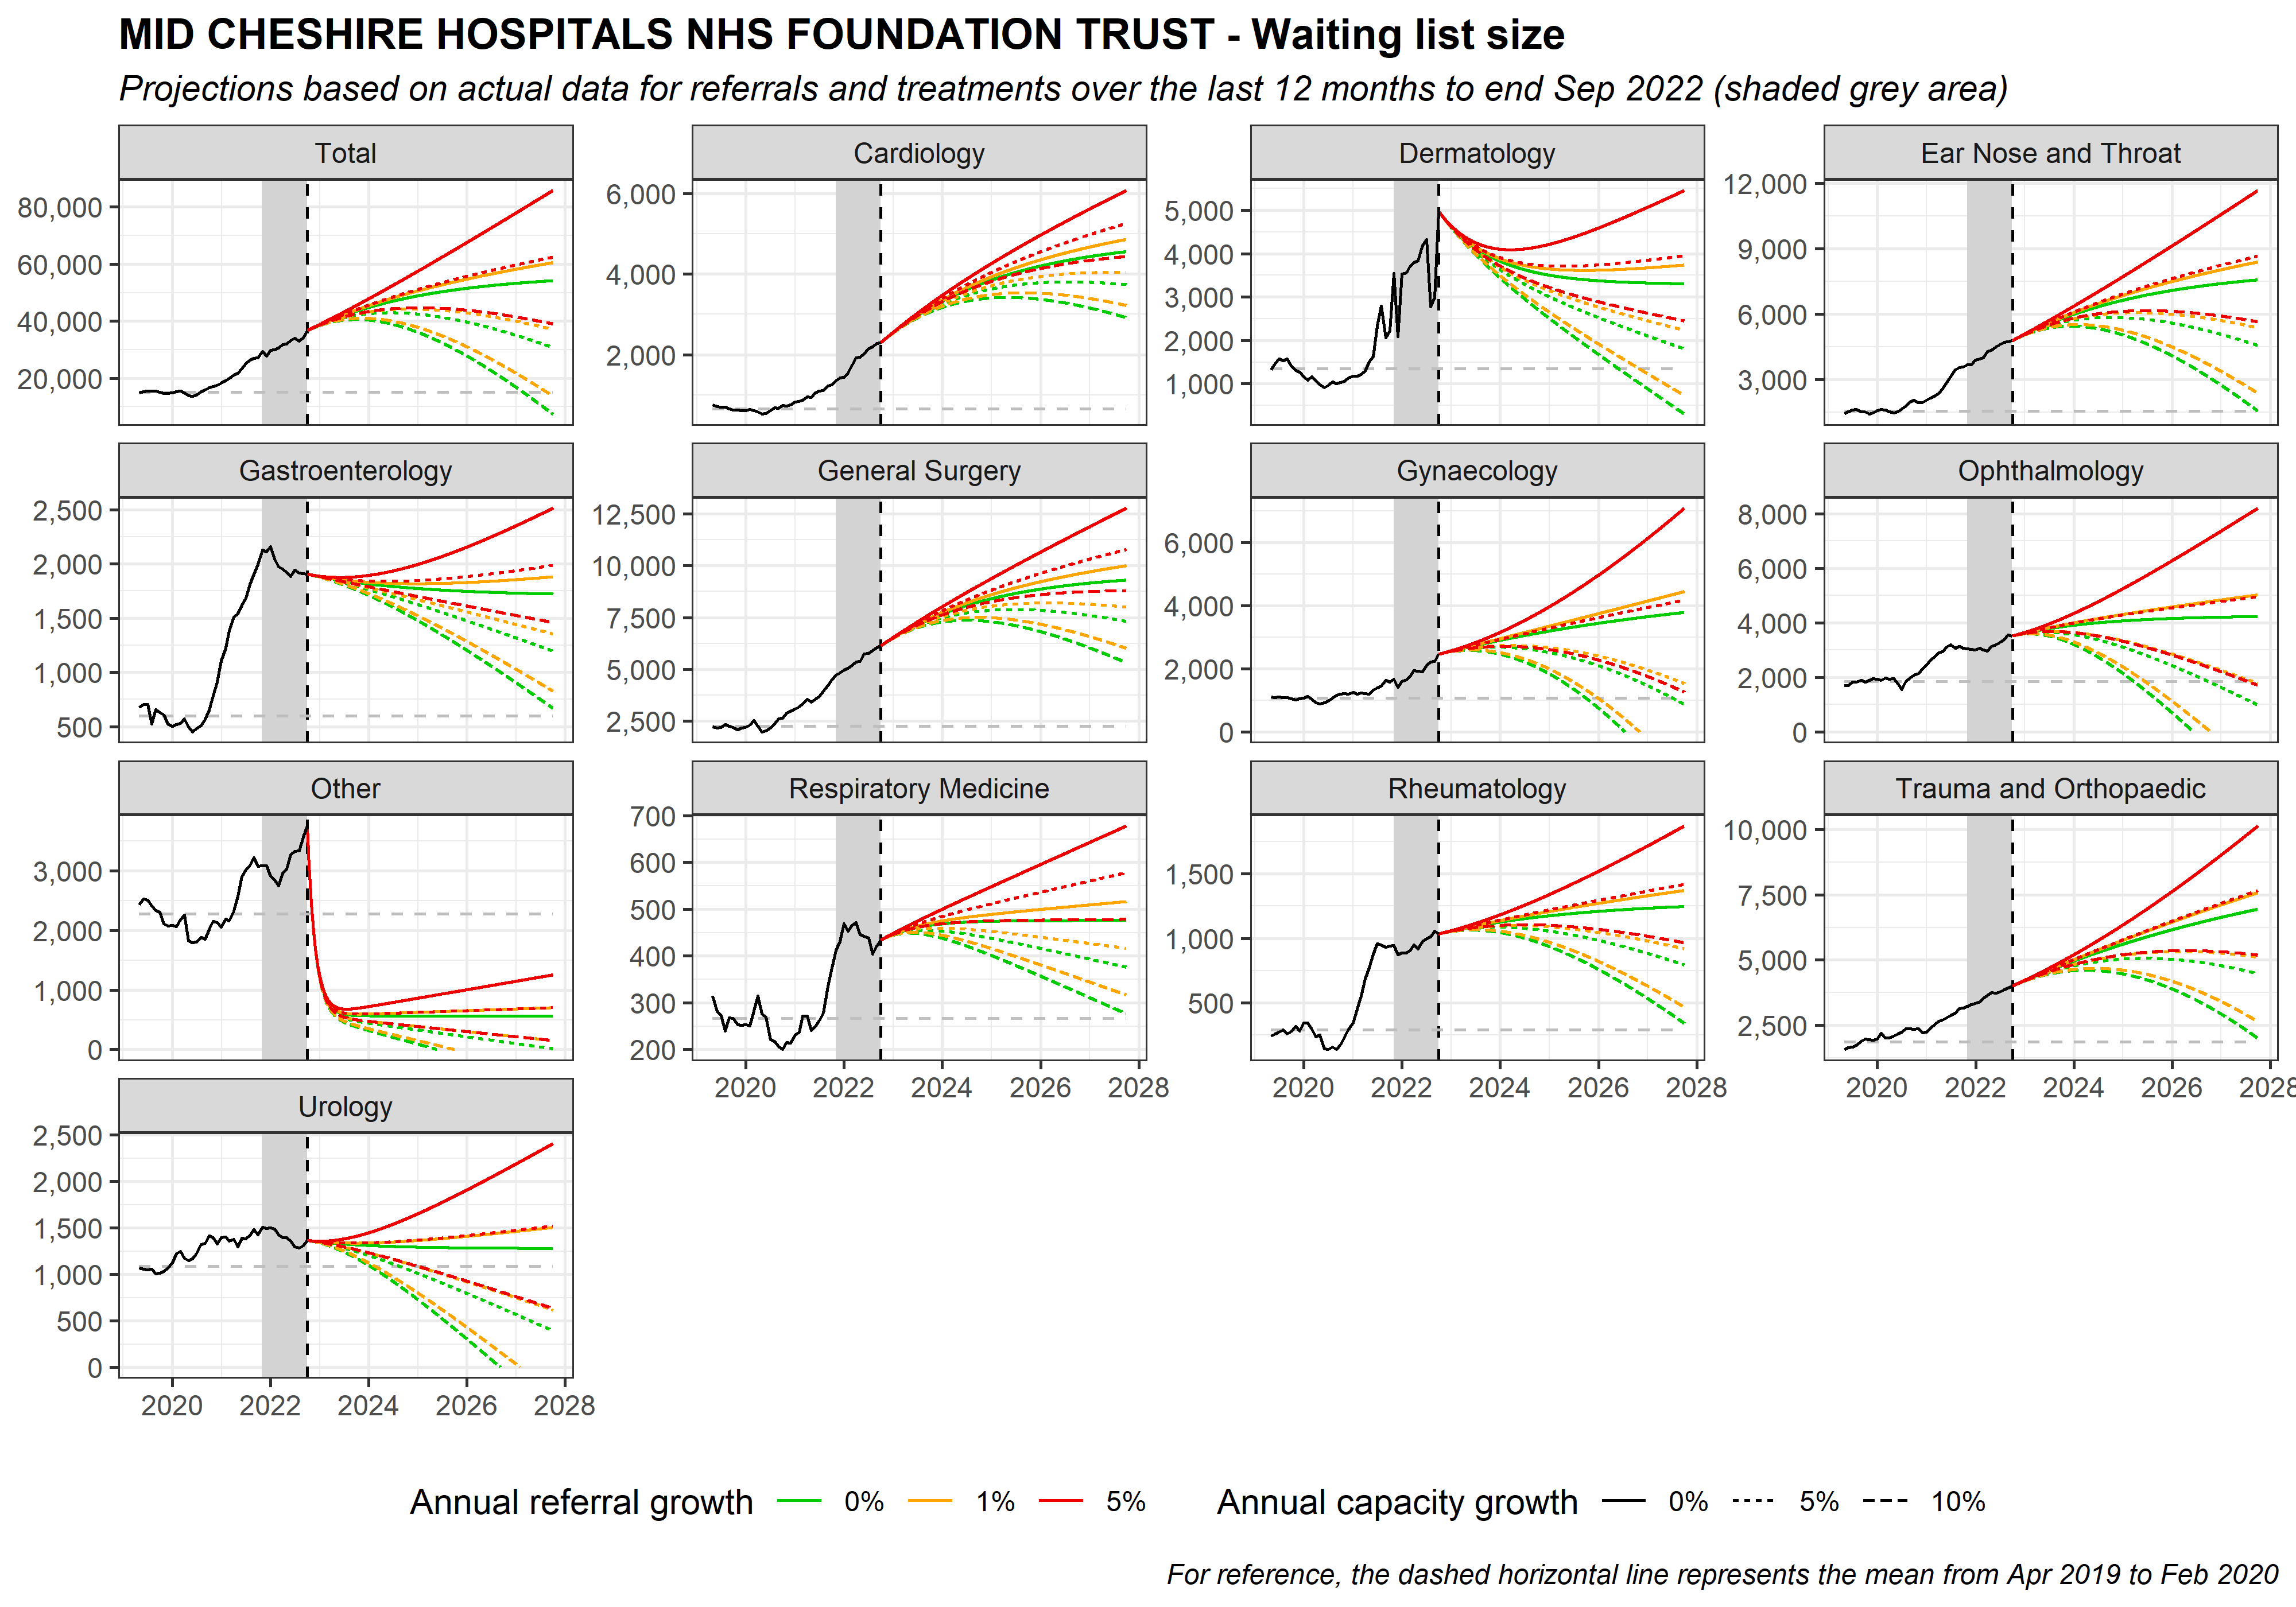 MID CHESHIRE HOSPITALS NHS FOUNDATION TRUST - Waiting list size
Projections based on actual data for referrals and treatments over the last 12 months to end Sep 2022 (shaded grey area)
Total
80,000
60,000
40,000
20,000
Cardiology
6,000
4,000
2,000
Dermatology
5,000
4,000
3,000
2,000
1,000
Ear Nose and Throat
12,000
9,000
6,000
3,000
Gastroenterology
2,500
2,000
1,500
1,000
500
General Surgery
12,500
10,000
7,500
5,000
2,500
Gynaecology
6,000
4,000
2,000
0
Ophthalmology
8,000
6,000
4,000
2,000
0
Other
3,000
2,000
1,000
0
Respiratory Medicine
700
600
500
400
300
200
2020 2022 2024 2026 2028
Rheumatology
1,500
1,000
500
2020 2022 2024 2026 2028
Trauma and Orthopaedic
10,000
7,500
5,000
2,500
2020 2022 2024 2026 2028
Urology
2,500
2,000
1,500
1,000
500
0
2020 2022 2024 2026 2028
Annual referral growth 0% 1% 5% Annual capacity growth 0% 5% 10%
For reference, the dashed horizontal line represents the mean from Apr 2019 to Feb 2020